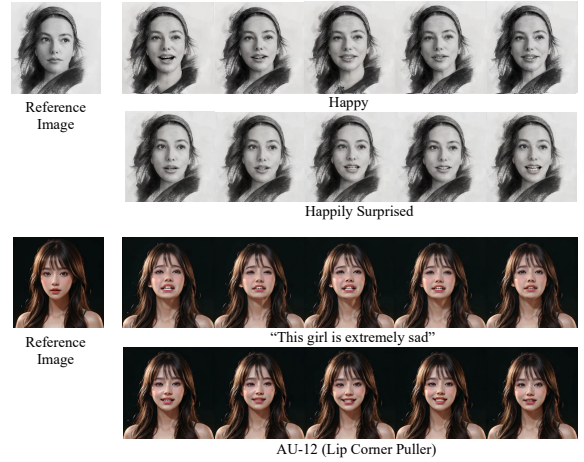 Reference
Image
Happy
Happily Surprised
Reference
Image
“This girl is extremely sad”
AU-12 (Lip Corner Puller)